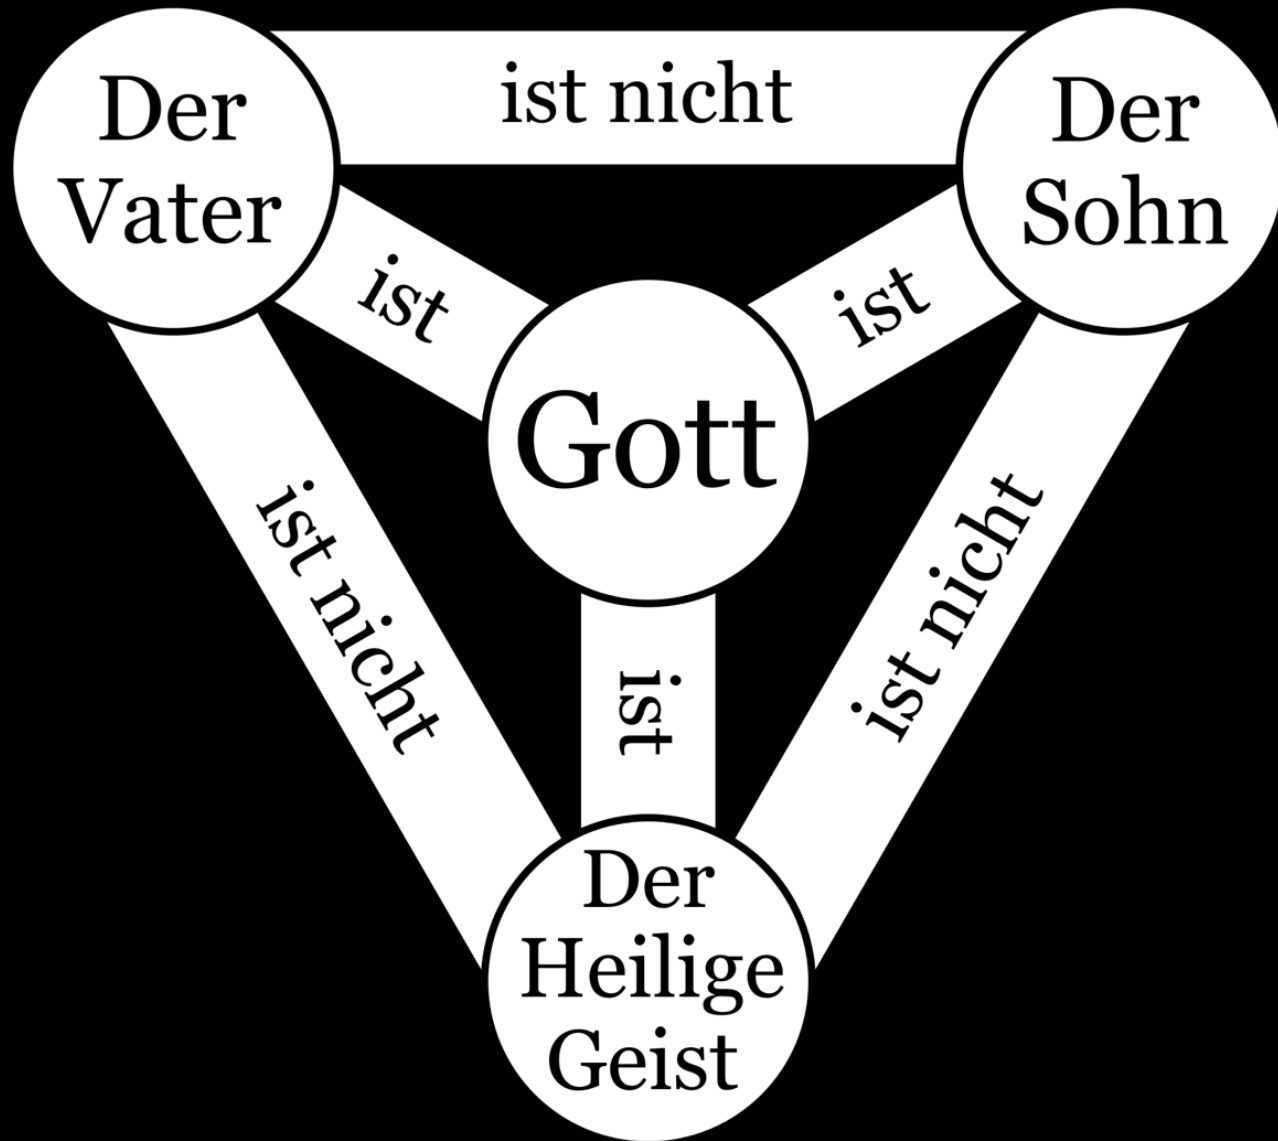 Der
Vater
ist nicht
Der
Sohn
ist
ist
Gott
ist nicht
ist
ist nicht
Der
Heilige
Geist